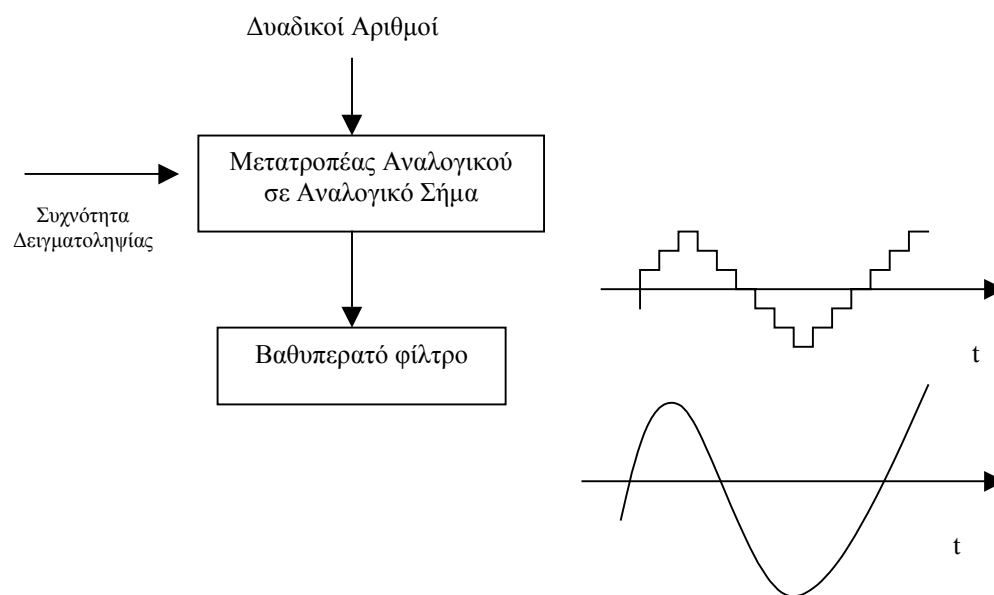 Δυαδικοί Αριθμοί
Μετατροπέας Αναλογικού
σε Αναλογικό Σήμα
Συχνότητα
Δειγματοληψίας
Βαθυπερατό φίλτρο
t
t